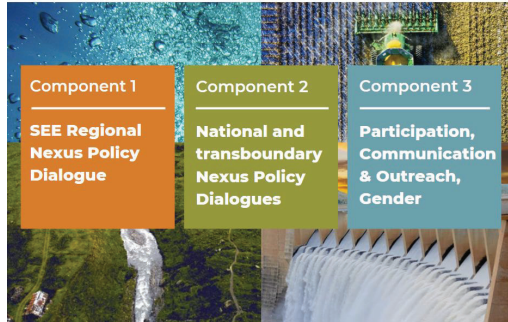 Component 1
SEE Regional
Nexus Policy
Dialogue
Component 2
National and
transboundary
Nexus Policy
Dialogues
Component 3
Participation,
Communication
& Outreach,
Gender